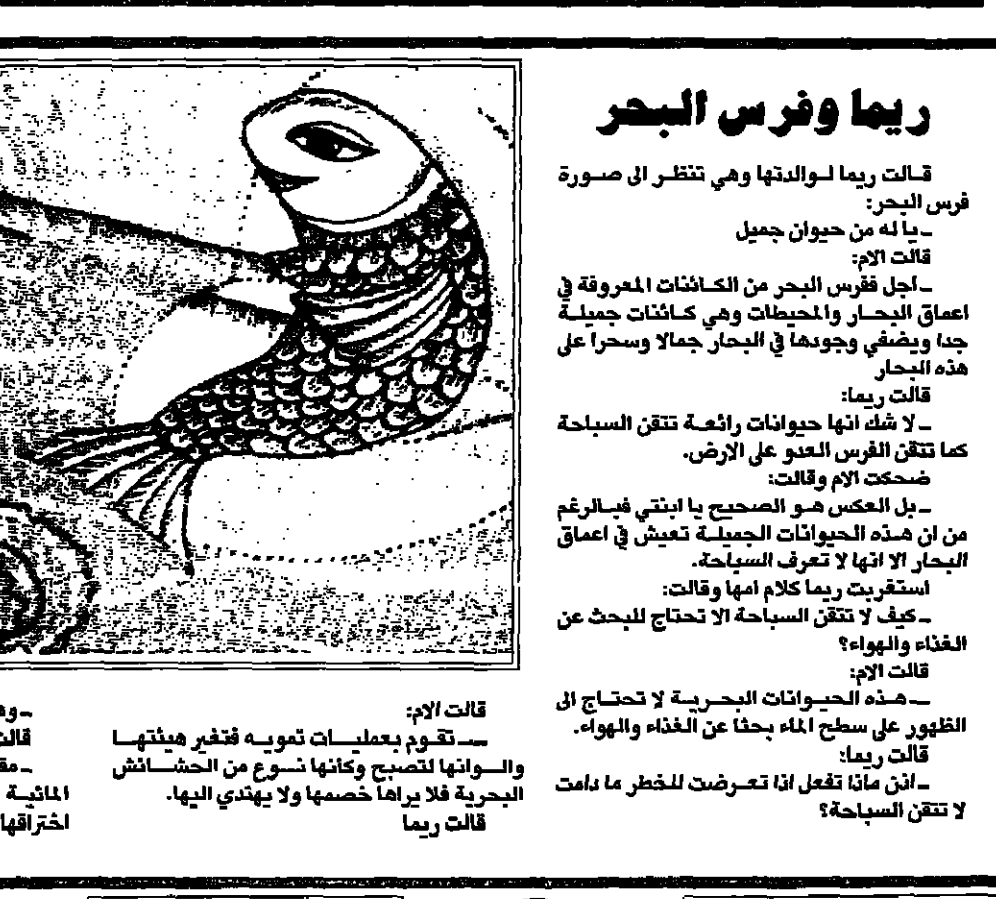 ريما وفرس البحر
قالت ريما لوالدتها وهي تنظر الى صورة
فرس البحر:
ـ يا له من حيوان جميل
قالت الام:
ـ اجل ففرس البحر من الكائنات المعروفة في
اعماق البحار والمحيطات وهي كائنات جميلة
جدا ويضفي وجودها في البحار جمالا وسحرا على
هذه البحار
قالت ريما:
ـ لا شك انها حيوانات رائعة تتقن السباحة
كما تتقن الفرس العدو على الارض.
ضحكت الام وقالت:
ـ بل العكس هو الصحيح يا ابنتي فبالرغم
من ان هذه الحيوانات الجميلة تعيش في اعماق
البحار الا انها لا تعرف السباحة.
استغربت ريما كلام امها وقالت:
ـ كيف لا تتقن السباحة الا تحتاج للبحث عن
الغذاء والهواء؟
قالت الام:
ـ هذه الحيوانات البحرية لا تحتاج الى
الظهور على سطح الماء بحثا عن الغذاء والهواء.
قالت ريما:
ـ اذن ماذا تفعل اذا تعرضت للخطر ما دامت
لا تتقن السباحة؟
قالت الام:
ـ تقوم بعمليات تمويه فتغير هيئتها
والوانها لتصبح وكأنها نوع من الحشائش
البحرية فلا يراها خصمها ولا يهتدي اليها.
قالت ريما
قالت
المائية
اختراقها